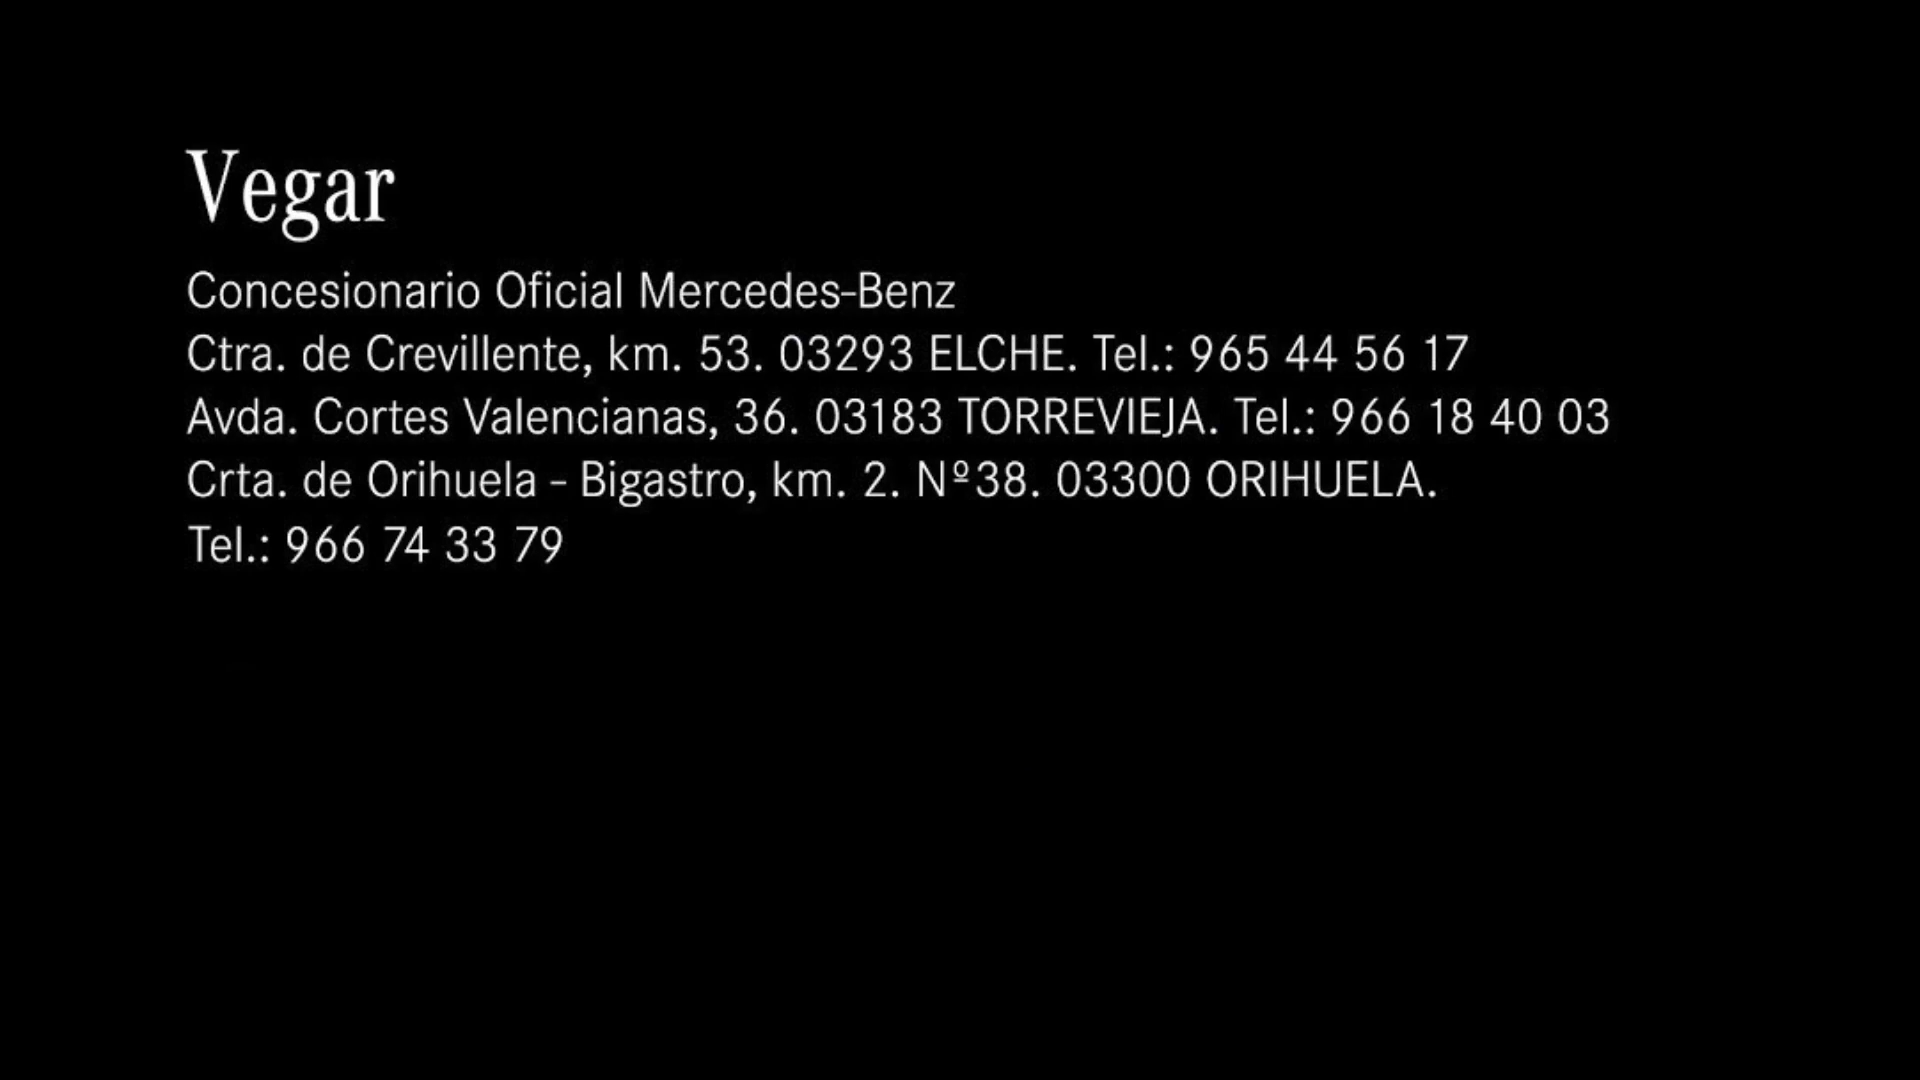 Vegar
Concesionario Oficial Mercedes-Benz
Ctra. de Crevillente, km. 53. 03293 ELCHE. Tel.: 965 44 56 17
Avda. Cortes Valencianas, 36. 03183 TORREVIEJA. Tel.: 966 18 40 03
Crta. de Orihuela - Bigastro, km. 2. Nº38. 03300 ORIHUELA.
Tel.: 966 74 33 79